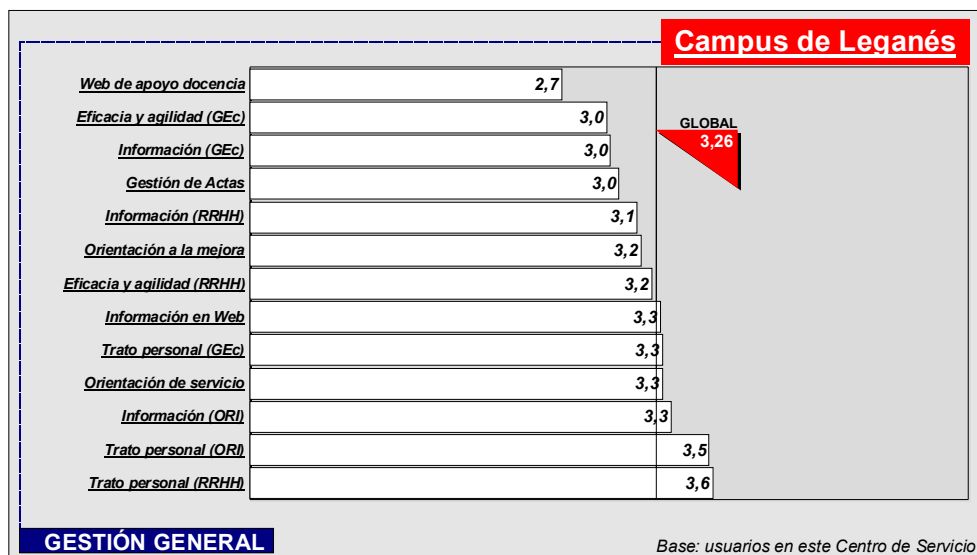 Campus de Leganés
Web de apoyo docencia 2,7
Eficacia y agilidad (GEc) 3,0
GLOBAL
3,26
Información (GEc) 3,0
Gestión de Actas 3,0
Información (RRHH) 3,1
Orientación a la mejora 3,2
Eficacia y agilidad (RRHH) 3,2
Información en Web 3,3
Trato personal (GEc) 3,3
Orientación de servicio 3,3
Información (ORI) 3,3
Trato personal (ORI) 3,5
Trato personal (RRHH) 3,6
GESTIÓN GENERAL
Base: usuarios en este Centro de Servicio